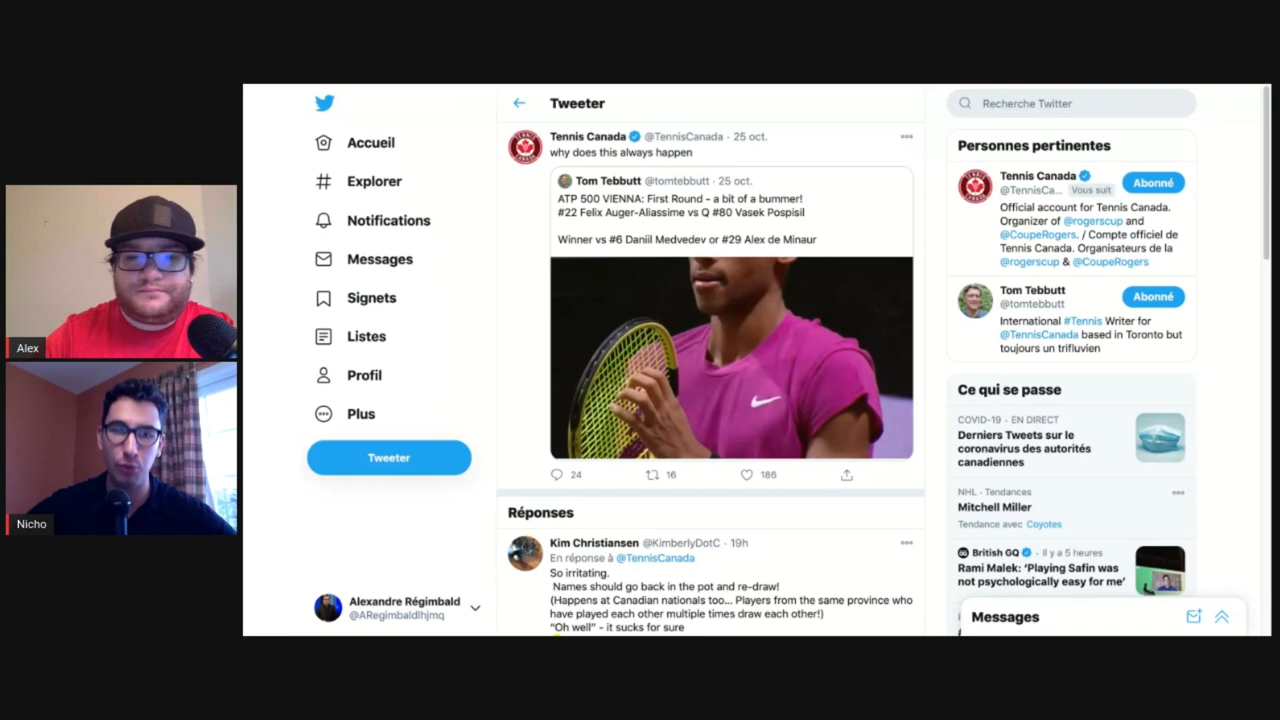 Alex
Nicho
Accueil
Explorer
Notifications
Messages
Signets
Listes
Profil
Plus
Tweeter
Alexandre Régimbald
@ARegimbaldlhjmq
Tweeter
Tennis Canada @TennisCanada · 25 oct.
why does this always happen
Tom Tebbutt @tomtebbutt · 25 oct.
ATP 500 VIENNA: First Round - a bit of a bummer!
#22 Felix Auger-Aliassime vs Q #80 Vasek Pospisil
Winner vs #6 Daniil Medvedev or #29 Alex de Minaur
24 16 186
Réponses
Kim Christiansen @KimberlyDotC · 19h
En réponse à @TennisCanada
So irritating.
Names should go back in the pot and re-draw!
(Happens at Canadian nationals too... Players from the same province who
have played each other multiple times draw each other!)
“Oh well” - it sucks for sure
Recherche Twitter
Personnes pertinentes
Tennis Canada
@TennisCa... Vous suit
Abonné
Official account for Tennis Canada.
Organizer of @rogerscup and
@CoupeRogers. / Compte officiel de
Tennis Canada. Organisateurs de la
@rogerscup & @CoupeRogers
Tom Tebbutt
@tomtebbutt
Abonné
International #Tennis Writer for
@TennisCanada based in Toronto but
toujours un trifluvien
Ce qui se passe
COVID-19 · EN DIRECT
Derniers Tweets sur le
coronavirus des autorités
canadiennes
NHL · Tendances
Mitchell Miller
Tendance avec Coyotes
British GQ · Il y a 5 heures
Rami Malek: ‘Playing Safin was
not psychologically easy for me’
Messages